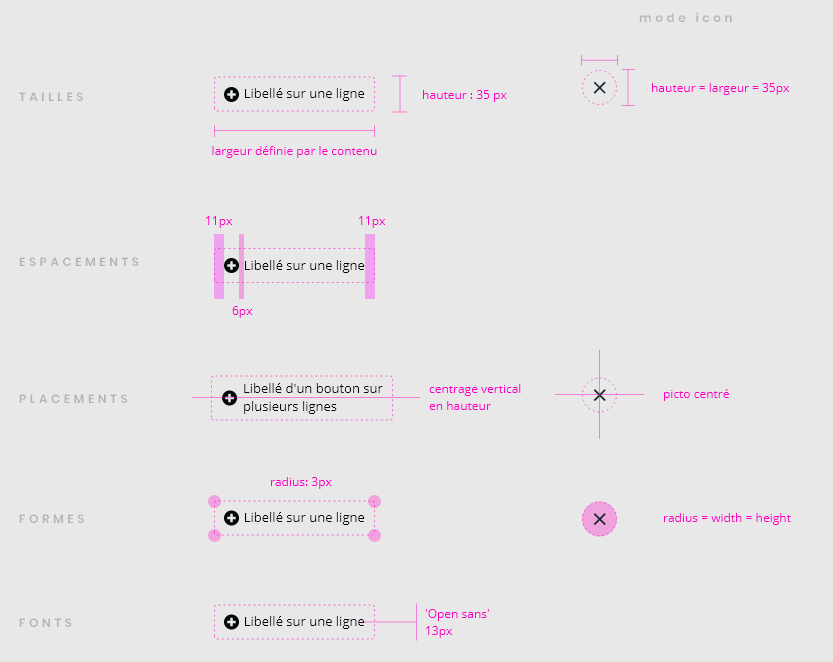 mode icon
TAILLES
Libellé sur une ligne
hauteur : 35 px
hauteur = largeur = 35px
largeur définie par le contenu
11px
11px
ESPACEMENTS
Libellé sur une ligne
6px
PLACEMENTS
Libellé d'un bouton sur
plusieurs lignes
centrage vertical
en hauteur
picto centré
radius: 3px
FORMES
Libellé sur une ligne
radius = width = height
FONTS
Libellé sur une ligne
'Open sans'
13px